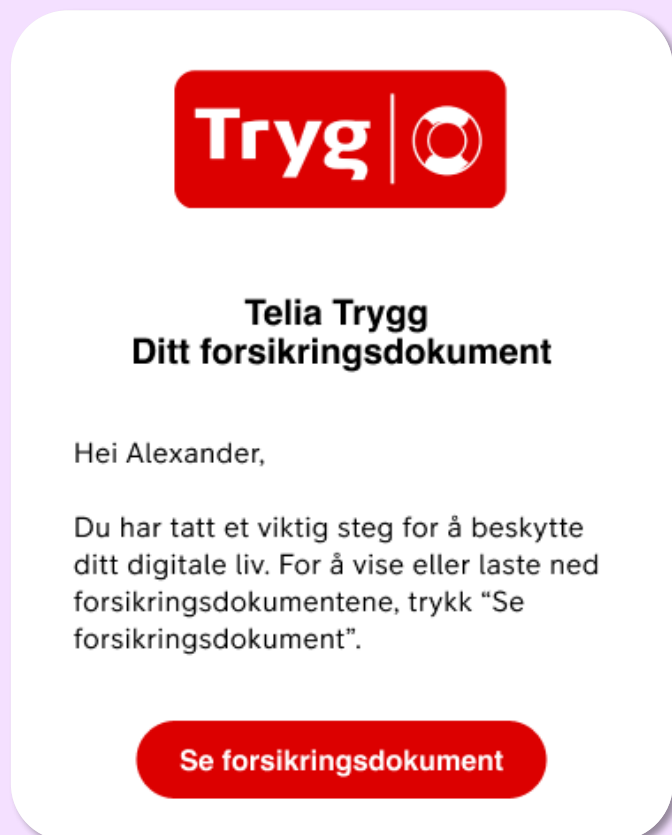 Tryg
Telia Trygg
Ditt forsikringsdokument
Hei Alexander,
Du har tatt et viktig steg for å beskytte
ditt digitale liv. For å vise eller laste ned
forsikringsdokumentene, trykk “Se
forsikringsdokument”.
Se forsikringsdokument